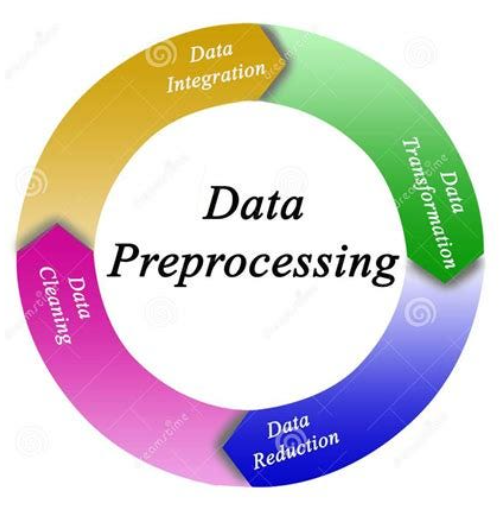 Data
Integration
Data
Transformation
Data
Preprocessing
Data
Cleaning
Data
Reduction